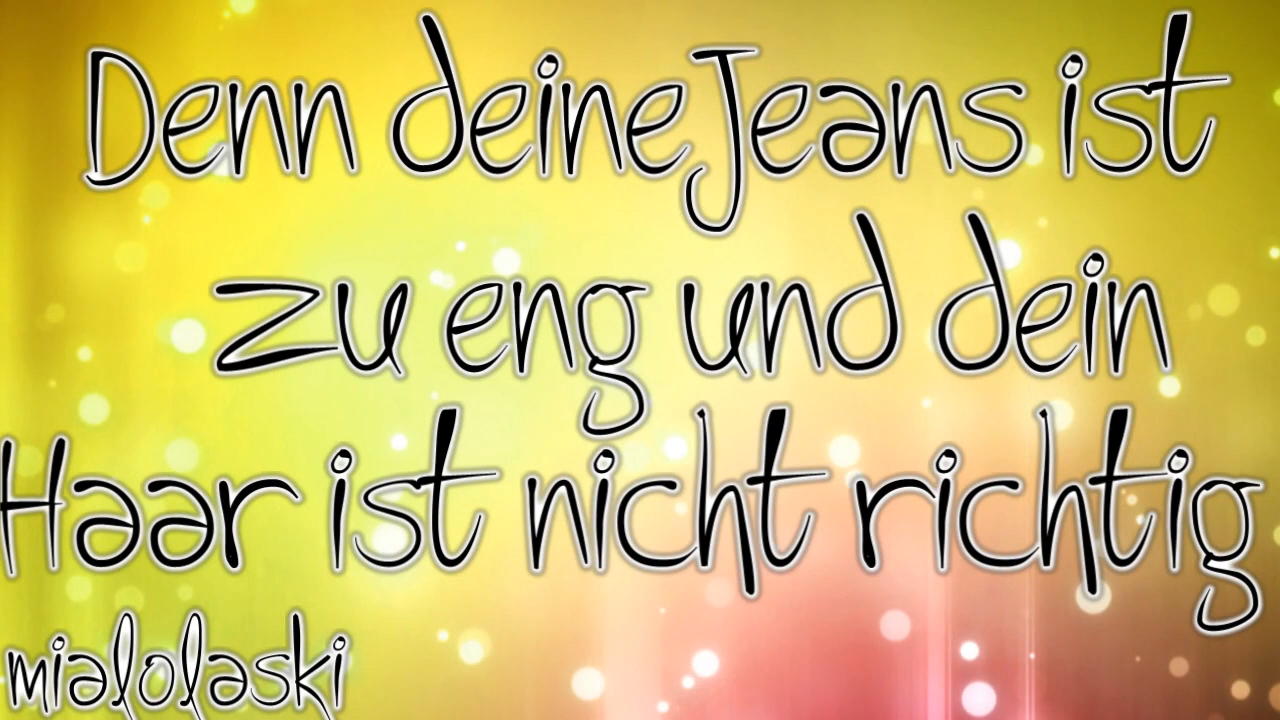 Denn deine Jeans ist
zu eng und dein
Haar ist nicht richtig
mialolaski